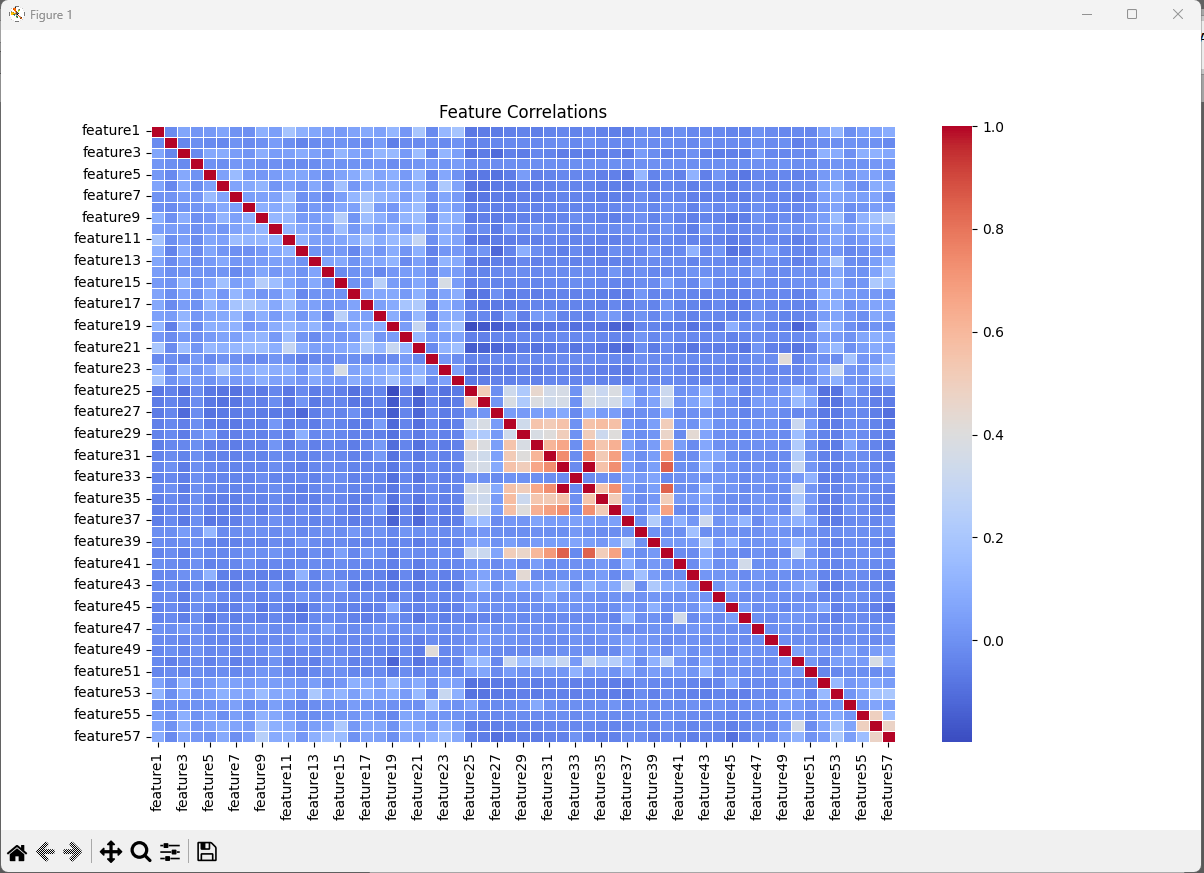 Figure 1
Feature Correlations
feature1
feature3
feature5
feature7
feature9
feature11
feature13
feature15
feature17
feature19
feature21
feature23
feature25
feature27
feature29
feature31
feature33
feature35
feature37
feature39
feature41
feature43
feature45
feature47
feature49
feature51
feature53
feature55
feature57
feature1
feature3
feature5
feature7
feature9
feature11
feature13
feature15
feature17
feature19
feature21
feature23
feature25
feature27
feature29
feature31
feature33
feature35
feature37
feature39
feature41
feature43
feature45
feature47
feature49
feature51
feature53
feature55
feature57
1.0
0.8
0.6
0.4
0.2
0.0